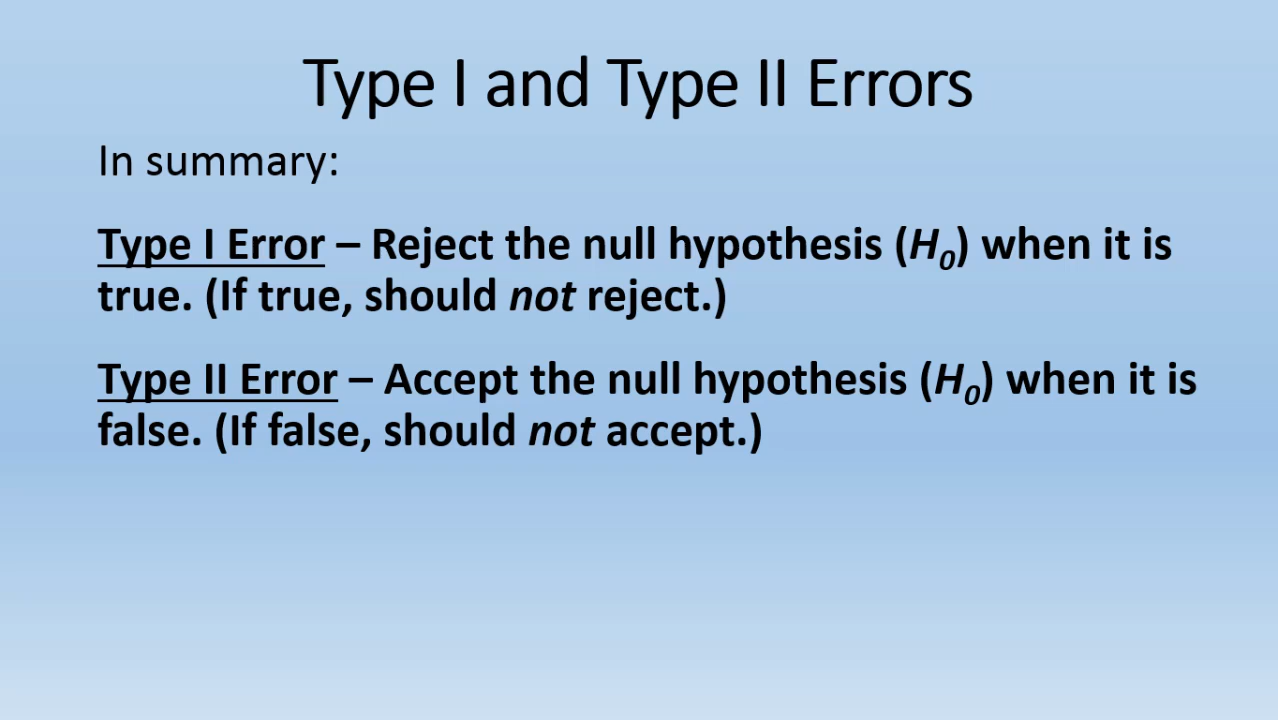 Type I and Type II Errors
In summary:
Type I Error – Reject the null hypothesis (H0) when it is
true. (If true, should not reject.)
Type II Error – Accept the null hypothesis (H0) when it is
false. (If false, should not accept.)